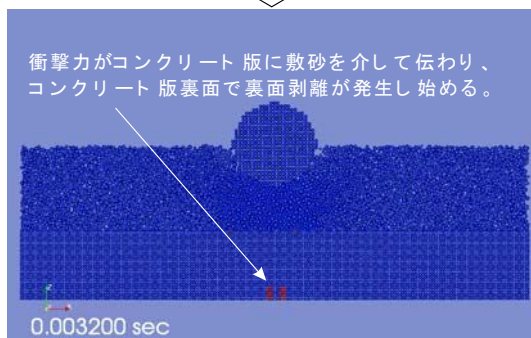 衝撃力がコンクリート版に敷砂を介して伝わり、
コンクリート版裏面で裏面剥離が発生し始める。
0.003200 sec